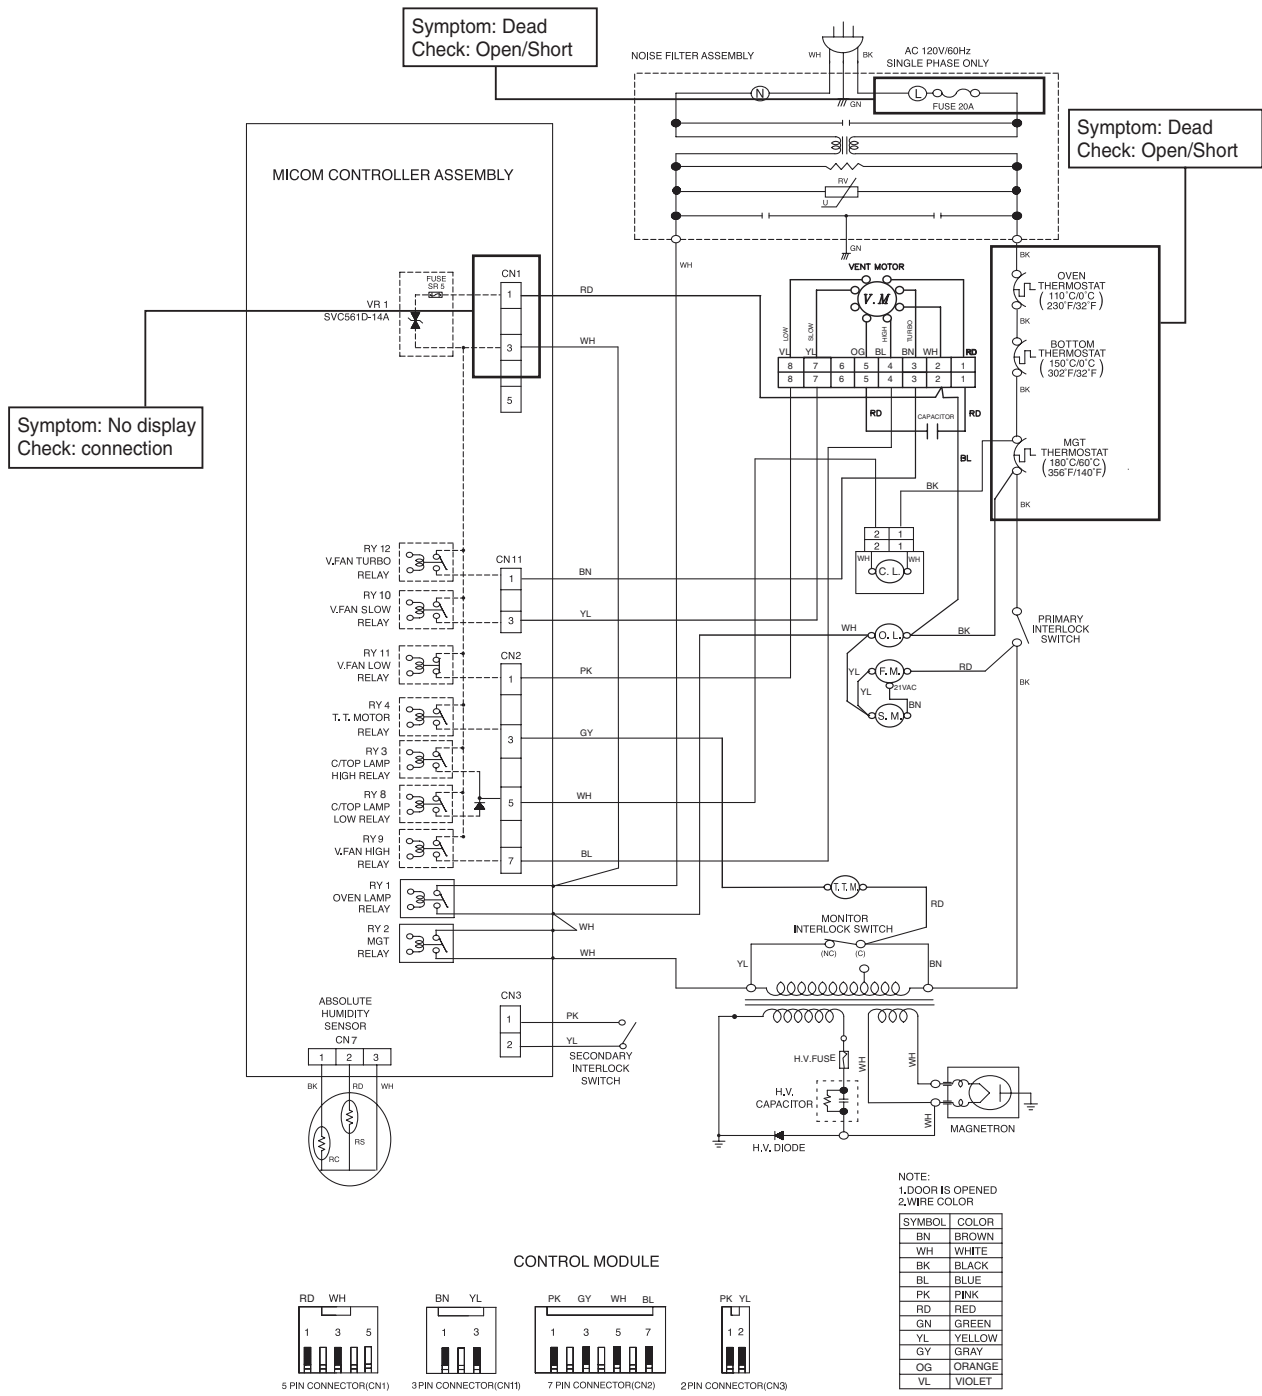 Symptom: Dead
Check: Open/Short
NOISE FILTER ASSEMBLY
WH
BK
AC 120V/60Hz
SINGLE PHASE ONLY
N
GN
L
FUSE 20A
Symptom: Dead
Check: Open/Short
RV
U
GN
WH
BK
MICOM CONTROLLER ASSEMBLY
FUSE
SR 5
VR 1
SVC561D-14A
CN1
1
3
5
RD
WH
Symptom: No display
Check: connection
VENT MOTOR
V.M
LOW
SLOW
HIGH
TURBO
VL YL OG BL BN WH RD
8 7 6 5 4 3 2 1
8 7 6 5 4 3 2 1
RD
CAPACITOR
RD
BL
OVEN
THERMOSTAT
(110˚C/0˚C
230˚F/32˚F)
BK
BOTTOM
THERMOSTAT
(150˚C/0˚C
302˚F/32˚F)
BK
MGT
THERMOSTAT
(180˚C/60˚C
356˚F/140˚F)
BK
BK
2 1
2 1
WH
WH
C. L.
RY 12
V.FAN TURBO
RELAY
RY 10
V.FAN SLOW
RELAY
CN11
1
3
BN
YL
RY 11
V.FAN LOW
RELAY
RY 4
T. T. MOTOR
RELAY
RY 3
C/TOP LAMP
HIGH RELAY
RY 8
C/TOP LAMP
LOW RELAY
RY 9
V.FAN HIGH
RELAY
CN2
1
3
5
7
PK
GY
WH
BL
RY 1
OVEN LAMP
RELAY
RY 2
MGT
RELAY
WH
WH
WH
O. L.
BK
YL
F. M.
RD
21VAC
YL
BN
S. M.
PRIMARY
INTERLOCK
SWITCH
BK
T. T. M.
RD
MONITOR
INTERLOCK SWITCH
(NC)
(C)
YL
BN
ABSOLUTE
HUMIDITY
SENSOR
CN7
1 2 3
BK
RD
WH
RS
RC
CN3
1
2
PK
YL
SECONDARY
INTERLOCK
SWITCH
H.V.FUSE
H.V.
CAPACITOR
WH
WH
WH
H.V. DIODE
MAGNETRON
NOTE:
1.DOOR IS OPENED
2.WIRE COLOR
SYMBOL COLOR
BN BROWN
WH WHITE
BK BLACK
BL BLUE
PK PINK
RD RED
GN GREEN
YL YELLOW
GY GRAY
OG ORANGE
VL VIOLET
CONTROL MODULE
RD WH
1 3 5
5 PIN CONNECTOR(CN1)
BN YL
1 3
3 PIN CONNECTOR(CN11)
PK GY WH BL
1 3 5 7
7 PIN CONNECTOR(CN2)
PK YL
1 2
2 PIN CONNECTOR(CN3)